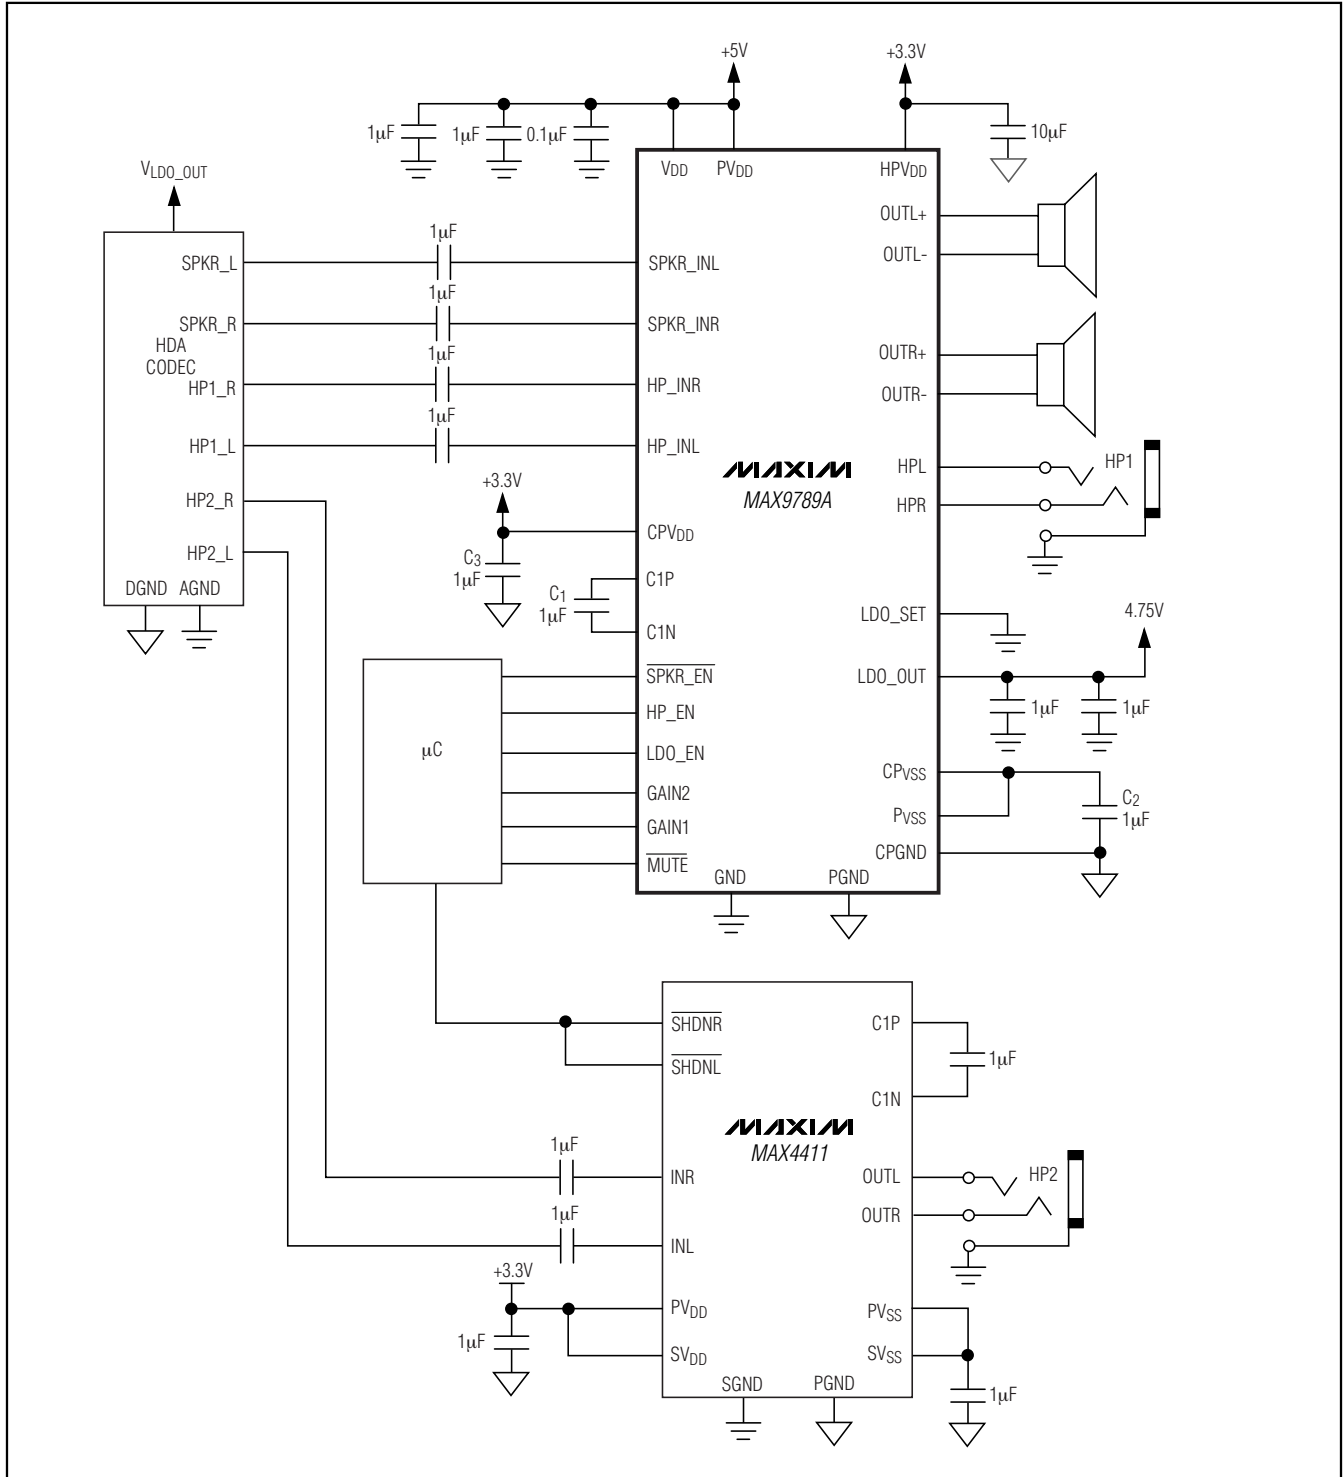 +5V
+3.3V
1µF
1µF
0.1µF
10µF
VDD
PVDD
HPVDD
VLDO_OUT
HDA
CODEC
SPKR_L
SPKR_R
HP1_R
HP1_L
HP2_R
HP2_L
DGND
AGND
1µF
1µF
1µF
1µF
SPKR_INL
SPKR_INR
HP_INR
HP_INL
+3.3V
C3
1µF
CPVDD
C1
1µF
C1P
C1N
µC
SPKR_EN
HP_EN
LDO_EN
GAIN2
GAIN1
MUTE
MAXIM
MAX9789A
GND
PGND
OUTL+
OUTL-
OUTR+
OUTR-
HPL
HPR
HP1
LDO_SET
4.75V
LDO_OUT
1µF
1µF
CPVSS
PVSS
CPGND
C2
1µF
SHDNR
SHDNL
1µF
INR
1µF
INL
+3.3V
1µF
PVDD
SVDD
MAXIM
MAX4411
SGND
PGND
C1P
C1N
1µF
OUTL
OUTR
HP2
PVSS
SVSS
1µF